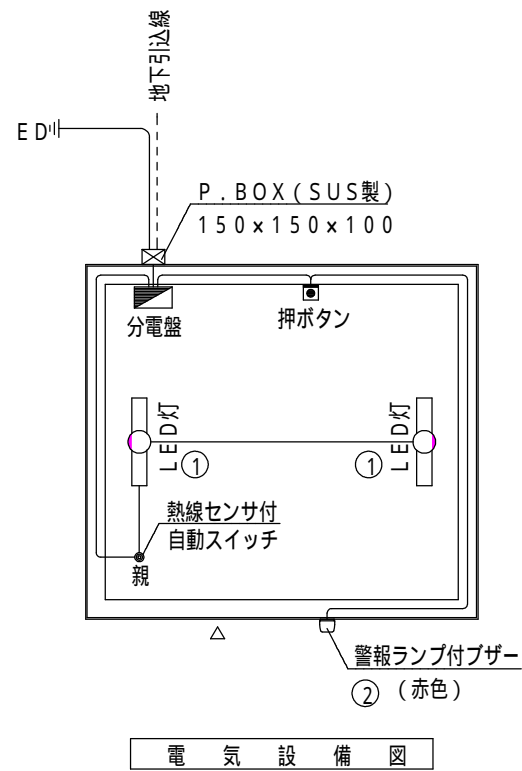 地下引込線
ED
P.BOX(SUS製)
150×150×100
分電盤
押ボタン
LED灯
①
LED灯
①
熱線センサ付
自動スイッチ
親
警報ランプ付ブザー
② (赤色)
電気設備図